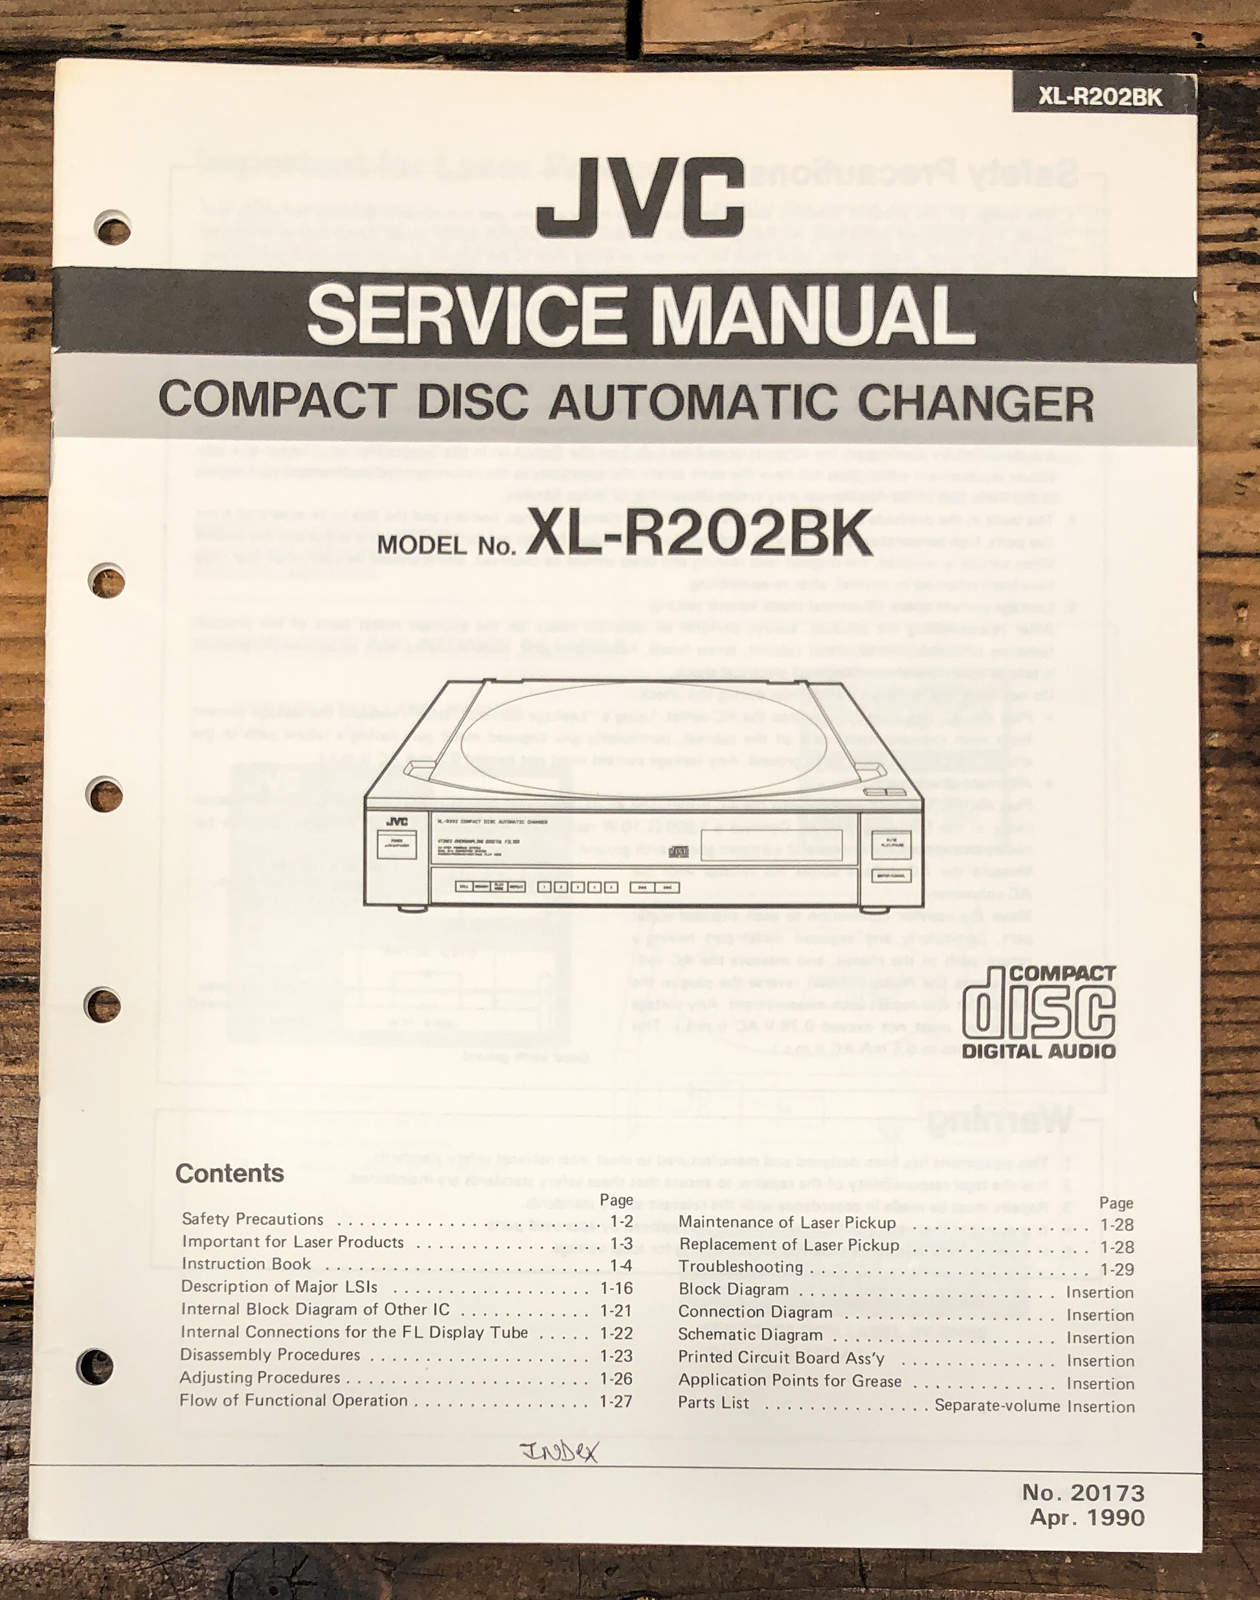 XL-R202BK
JVC
SERVICE MANUAL
COMPACT DISC AUTOMATIC CHANGER
MODEL No. XL-R202BK
JVC
COMPACT DISC AUTOMATIC CHANGER
COMPACT
disc
DIGITAL AUDIO
Contents
Page
Safety Precautions . . . . . . . . . . . . . . . . . . . . . . . . 1-2
Important for Laser Products . . . . . . . . . . . . . . . . . 1-3
Instruction Book . . . . . . . . . . . . . . . . . . . . . . . . . 1-4
Description of Major LSIs . . . . . . . . . . . . . . . . . . 1-16
Internal Block Diagram of Other IC . . . . . . . . . . . . 1-21
Internal Connections for the FL Display Tube . . . . . 1-22
Disassembly Procedures . . . . . . . . . . . . . . . . . . . . 1-23
Adjusting Procedures . . . . . . . . . . . . . . . . . . . . . . 1-26
Flow of Functional Operation . . . . . . . . . . . . . . . . 1-27
Page
Maintenance of Laser Pickup . . . . . . . . . . . . . . . . 1-28
Replacement of Laser Pickup . . . . . . . . . . . . . . . . 1-28
Troubleshooting . . . . . . . . . . . . . . . . . . . . . . . . . 1-29
Block Diagram . . . . . . . . . . . . . . . . . . . . . . . Insertion
Connection Diagram . . . . . . . . . . . . . . . . . . . Insertion
Schematic Diagram . . . . . . . . . . . . . . . . . . . . Insertion
Printed Circuit Board Ass'y . . . . . . . . . . . . . . Insertion
Application Points for Grease . . . . . . . . . . . . . Insertion
Parts List . . . . . . . . . . . . . . . Separate-volume Insertion
INDEX
No. 20173
Apr. 1990